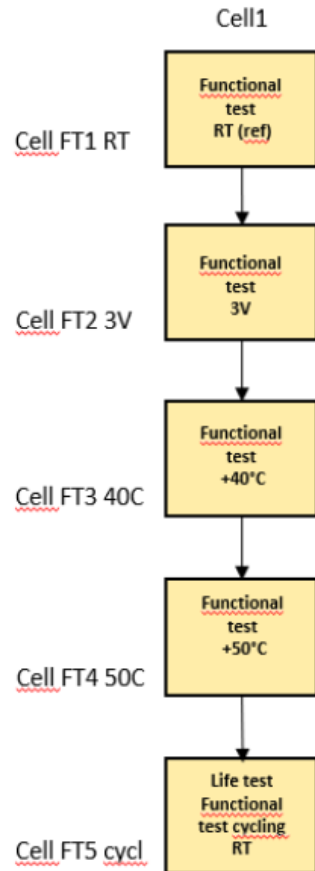 Cell1
Functional
test
RT (ref)
Cell FT1 RT
Functional
test
3V
Cell FT2 3V
Functional
test
+40°C
Cell FT3 40C
Functional
test
+50°C
Cell FT4 50C
Life test
Functional
test cycling
RT
Cell FT5 cycl